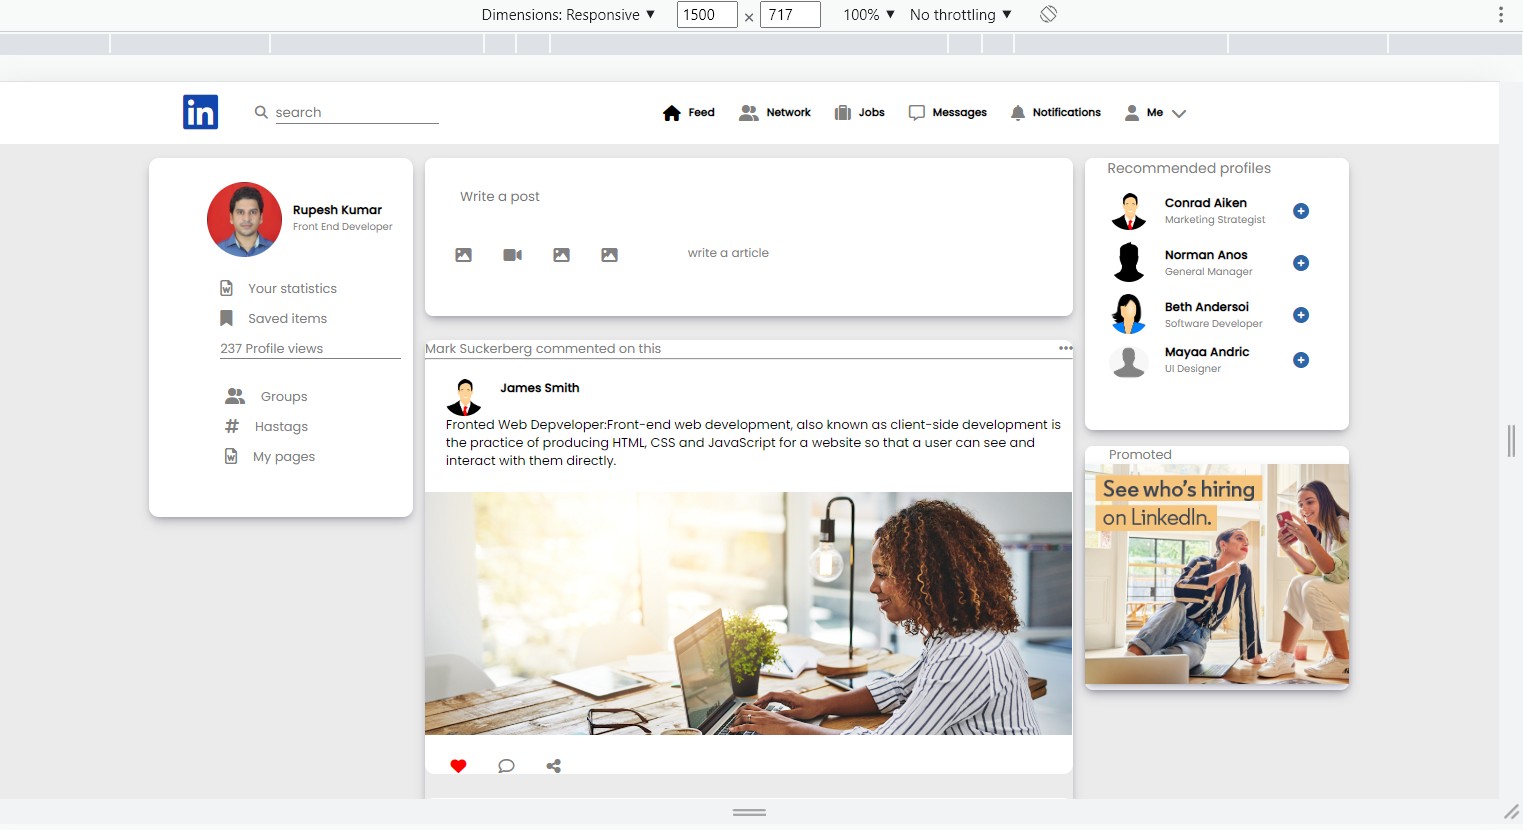 Dimensions: Responsive ▼ 1500 × 717 100% ▼ No throttling ▼
in
search
Feed
Network
Jobs
Messages
Notifications
Me
Rupesh Kumar
Front End Developer
Your statistics
Saved items
237 Profile views
Groups
Hastags
My pages
Write a post
write a article
Mark Suckerberg commented on this
James Smith
Fronted Web Depveloper:Front-end web development, also known as client-side development is
the practice of producing HTML, CSS and JavaScript for a website so that a user can see and
interact with them directly.
Recommended profiles
Conrad Aiken
Marketing Strategist
Norman Anos
General Manager
Beth Andersoi
Software Developer
Mayaa Andric
UI Designer
Promoted
See who's hiring
on LinkedIn.